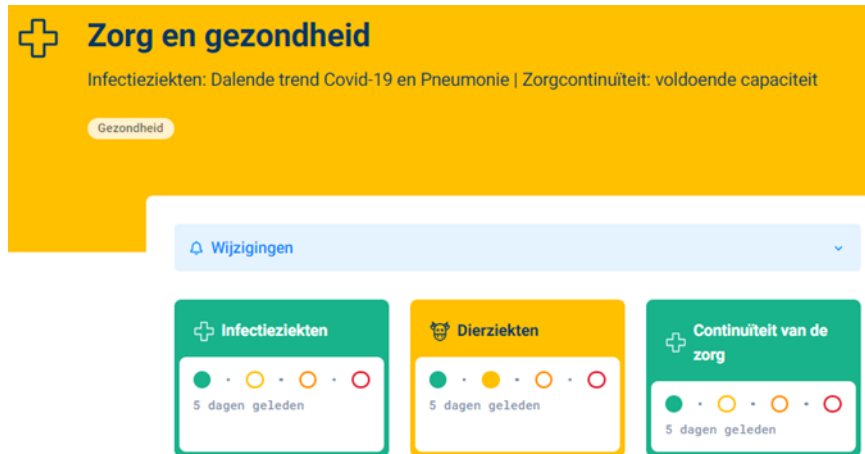 Zorg en gezondheid
Infectieziekten: Dalende trend Covid-19 en Pneumonie | Zorgcontinuïteit: voldoende capaciteit
Gezondheid
Wijzigingen
Infectieziekten
5 dagen geleden
Dierziekten
5 dagen geleden
Continuïteit van de
zorg
5 dagen geleden